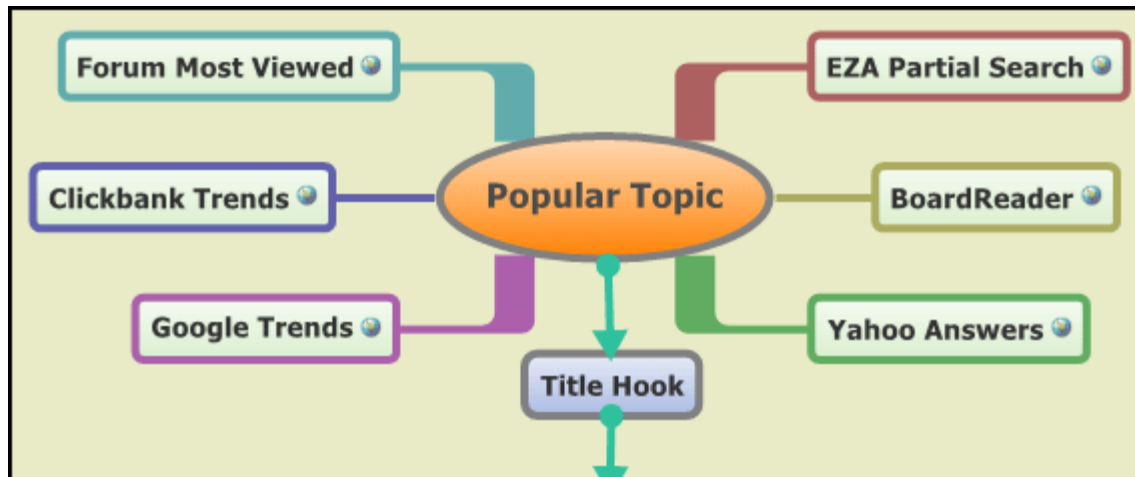 Forum Most Viewed
EZA Partial Search
Clickbank Trends
Popular Topic
BoardReader
Google Trends
Yahoo Answers
Title Hook